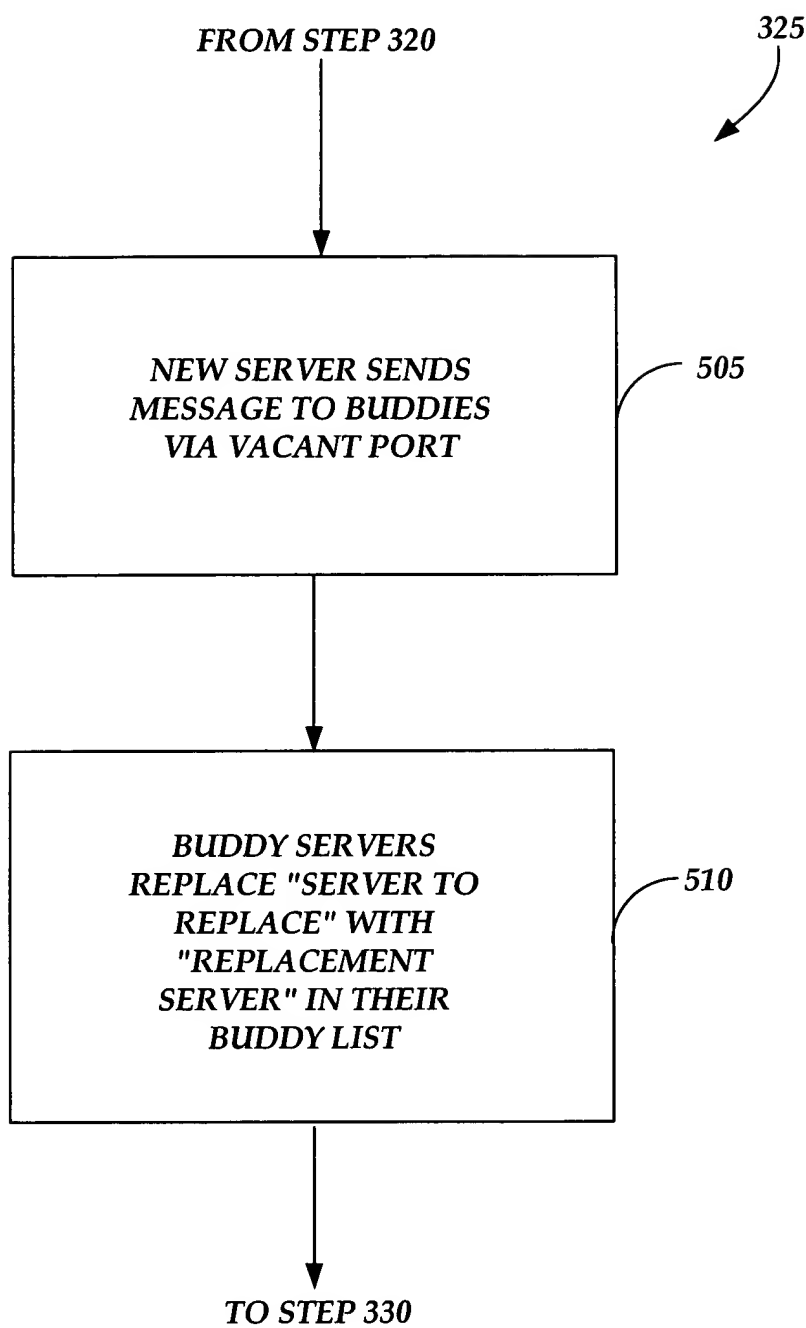 FROM STEP 320
325
NEW SERVER SENDS
MESSAGE TO BUDDIES
VIA VACANT PORT
505
BUDDY SERVERS
REPLACE "SERVER TO
REPLACE" WITH
"REPLACEMENT
SERVER" IN THEIR
BUDDY LIST
510
TO STEP 330